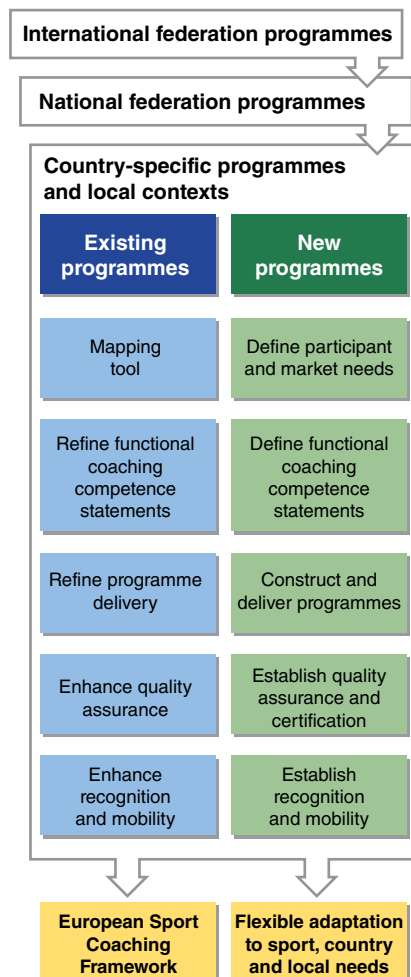 International federation programmes
National federation programmes
Country-specific programmes
and local contexts
Existing
programmes
New
programmes
Mapping
tool
Define participant
and market needs
Refine functional
coaching
competence
statements
Define functional
coaching
competence
statements
Refine programme
delivery
Construct and
deliver programmes
Enhance quality
assurance
Establish quality
assurance and
certification
Enhance
recognition
and mobility
Establish
recognition
and mobility
European Sport
Coaching
Framework
Flexible adaptation
to sport, country
and local needs